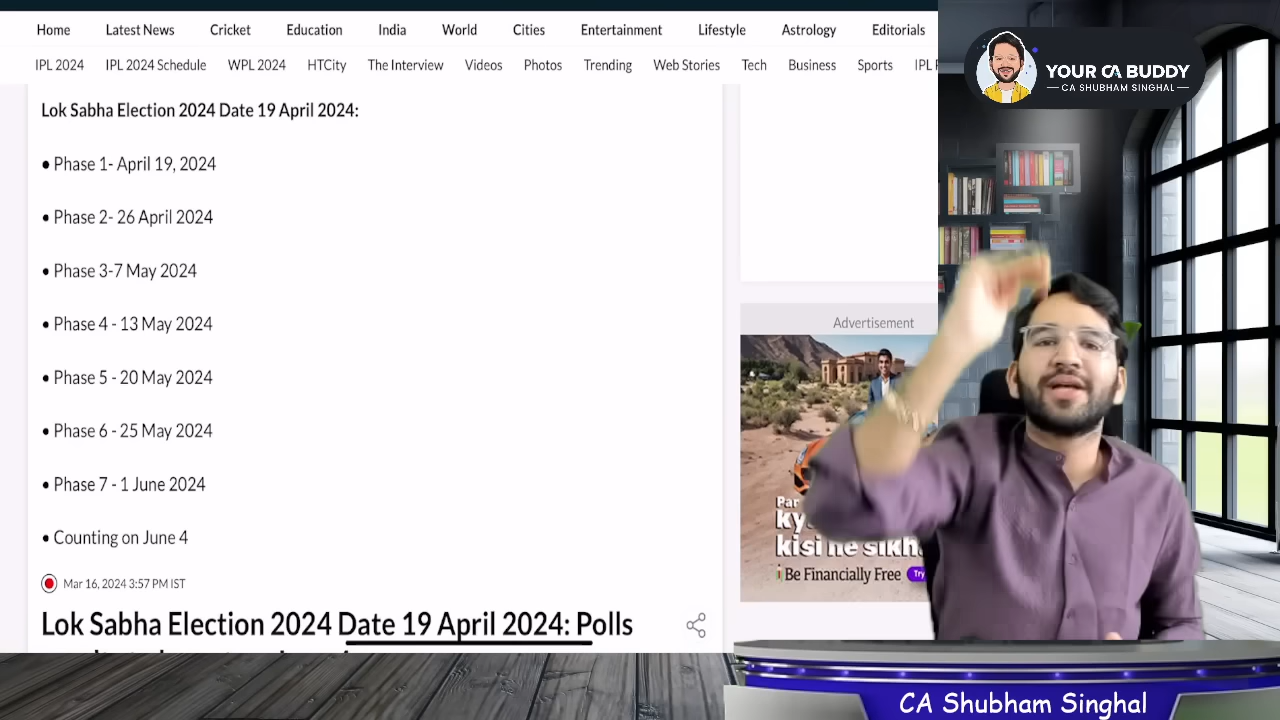 Home Latest News Cricket Education India World Cities Entertainment Lifestyle Astrology Editorials
IPL 2024 IPL 2024 Schedule WPL 2024 HTCity The Interview Videos Photos Trending Web Stories Tech Business Sports IPL
YOUR CA BUDDY
CA SHUBHAM SINGHAL
Lok Sabha Election 2024 Date 19 April 2024:
• Phase 1- April 19, 2024
• Phase 2- 26 April 2024
• Phase 3-7 May 2024
• Phase 4 - 13 May 2024
• Phase 5 - 20 May 2024
• Phase 6 - 25 May 2024
• Phase 7 - 1 June 2024
• Counting on June 4
Mar 16, 2024 3:57 PM IST
Lok Sabha Election 2024 Date 19 April 2024: Polls
Advertisement
Par
kisi ne
Be Financially Free Try
CA Shubham Singhal